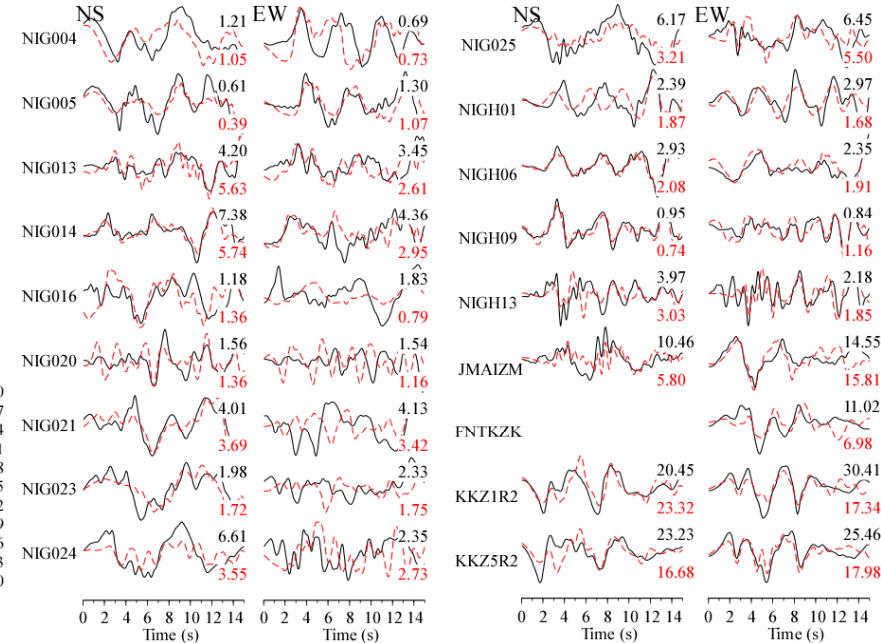 NS EW NS EW
NIG004 1.21 1.05 0.69 0.73
NIG025 6.17 3.21 6.45 5.50
NIG005 0.61 0.39 1.30 1.07
NIGH01 2.39 1.87 2.97 1.68
NIG013 4.20 5.63 3.45 2.61
NIGH06 2.93 2.08 2.35 1.91
NIG014 7.38 5.74 4.36 2.95
NIGH09 0.95 0.74 0.84 1.16
NIG016 1.18 1.36 1.83 0.79
NIGH13 3.97 3.03 2.18 1.85
NIG020 1.56 1.36 1.54 1.16
JMAIZM 10.46 5.80 14.55 15.81
NIG021 4.01 3.69 4.13 3.42
FNTKZK 11.02 6.98
NIG023 1.98 1.72 2.33 1.75
KKZ1R2 20.45 23.32 30.41 17.34
NIG024 6.61 3.55 2.35 2.73
KKZ5R2 23.23 16.68 25.46 17.98
0 2 4 6 8 10 12 14 0 2 4 6 8 10 12 14 0 2 4 6 8 10 12 14 0 2 4 6 8 10 12 14
Time (s) Time (s) Time (s) Time (s)